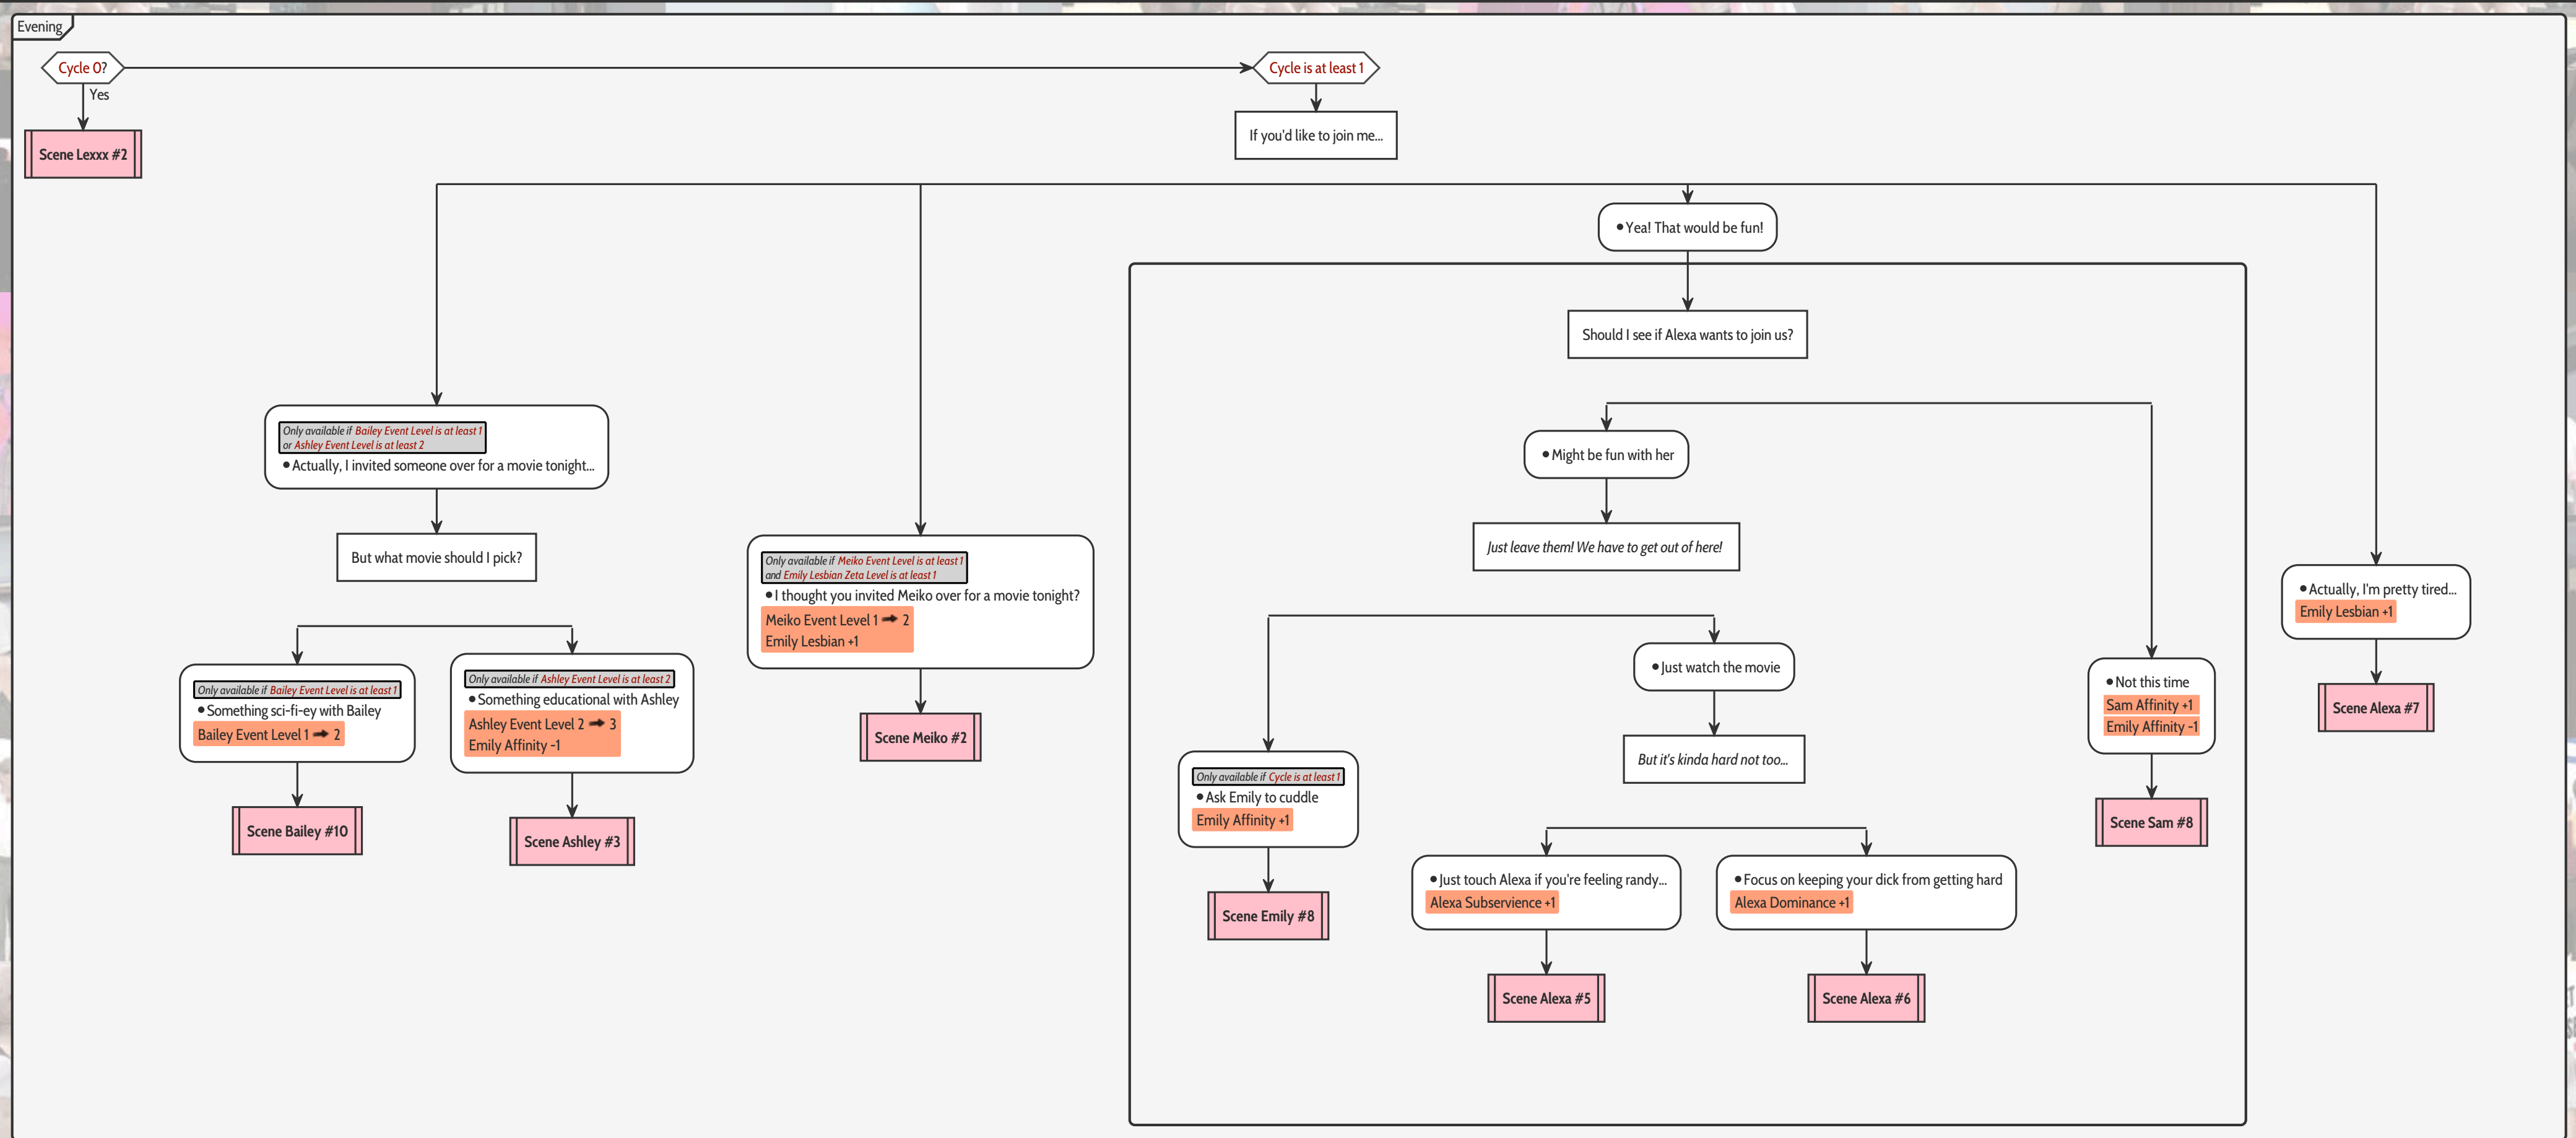 Evening
Cycle 0?
Yes
Scene Lexxx #2
Cycle is at least 1
If you'd like to join me...
Only available if Bailey Event Level is at least 1
or Ashley Event Level is at least 2
•Actually, I invited someone over for a movie tonight...
But what movie should I pick?
Only available if Bailey Event Level is at least 1
•Something sci-fi-ey with Bailey
Bailey Event Level 1 ➡ 2
Scene Bailey #10
Only available if Ashley Event Level is at least 2
•Something educational with Ashley
Ashley Event Level 2 ➡ 3
Emily Affinity -1
Scene Ashley #3
Only available if Meiko Event Level is at least 1
and Emily Lesbian Zeta Level is at least 1
•I thought you invited Meiko over for a movie tonight?
Meiko Event Level 1 ➡ 2
Emily Lesbian +1
Scene Meiko #2
•Yea! That would be fun!
Should I see if Alexa wants to join us?
•Might be fun with her
Just leave them! We have to get out of here!
Only available if Cycle is at least 1
•Ask Emily to cuddle
Emily Affinity +1
Scene Emily #8
•Just watch the movie
But it's kinda hard not too...
•Just touch Alexa if you're feeling randy...
Alexa Subservience +1
Scene Alexa #5
•Focus on keeping your dick from getting hard
Alexa Dominance +1
Scene Alexa #6
•Not this time
Sam Affinity +1
Emily Affinity -1
Scene Sam #8
•Actually, I'm pretty tired...
Emily Lesbian +1
Scene Alexa #7